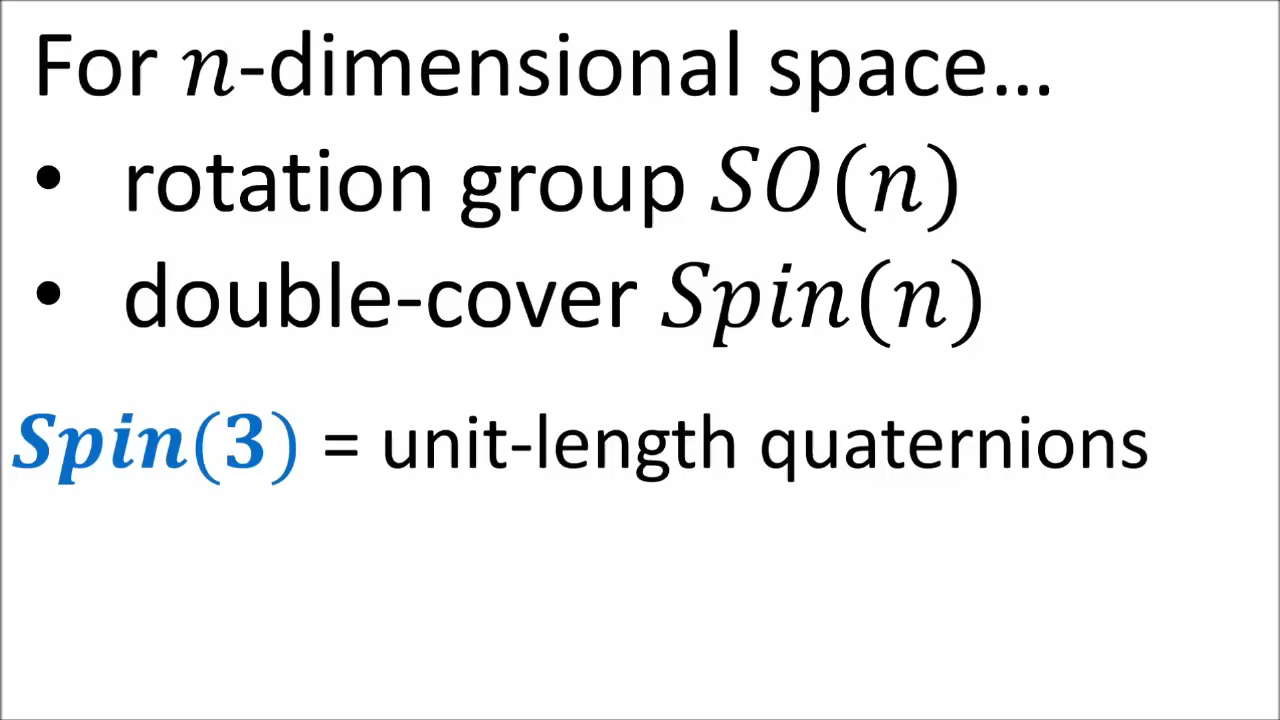 For n-dimensional space...
• rotation group SO(n)
• double-cover Spin(n)
Spin(3) = unit-length quaternions